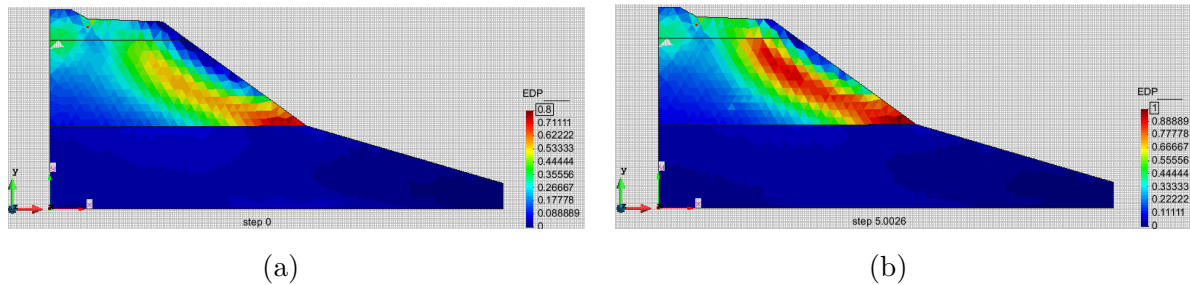 EDP
0.8
0.71111
0.62222
0.53333
0.44444
0.35556
0.26667
0.17778
0.088889
0
y
x
step 0
(a)
EDP
1
0.88889
0.77778
0.66667
0.55556
0.44444
0.33333
0.22222
0.11111
0
y
x
step 5.0026
(b)